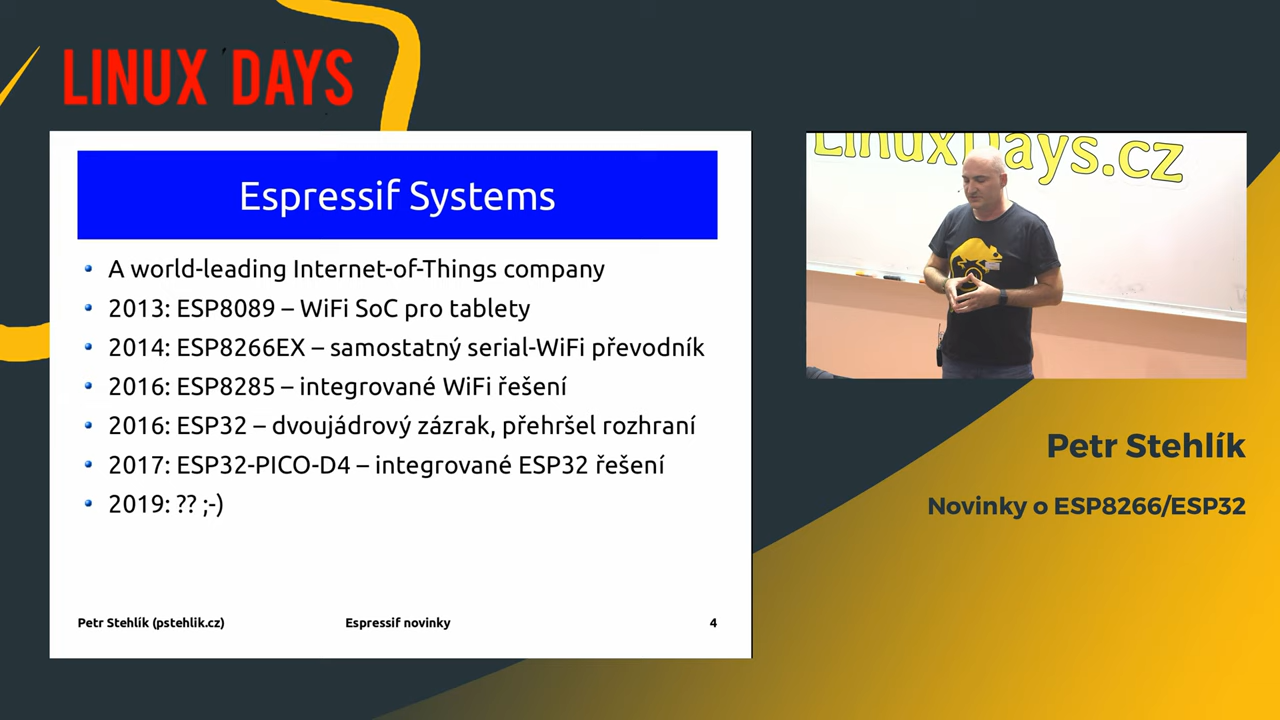 LINUX DAYS
Espressif Systems
A world-leading Internet-of-Things company
2013: ESP8089 – WiFi SoC pro tablety
2014: ESP8266EX – samostatný serial-WiFi převodník
2016: ESP8285 – integrované WiFi řešení
2016: ESP32 – dvoujádrový zázrak, přehršel rozhraní
2017: ESP32-PICO-D4 – integrované ESP32 řešení
2019: ?? ;-)
Petr Stehlík (pstehlik.cz)
Espressif novinky
4
LinuxDays.cz
Petr Stehlík
Novinky o ESP8266/ESP32